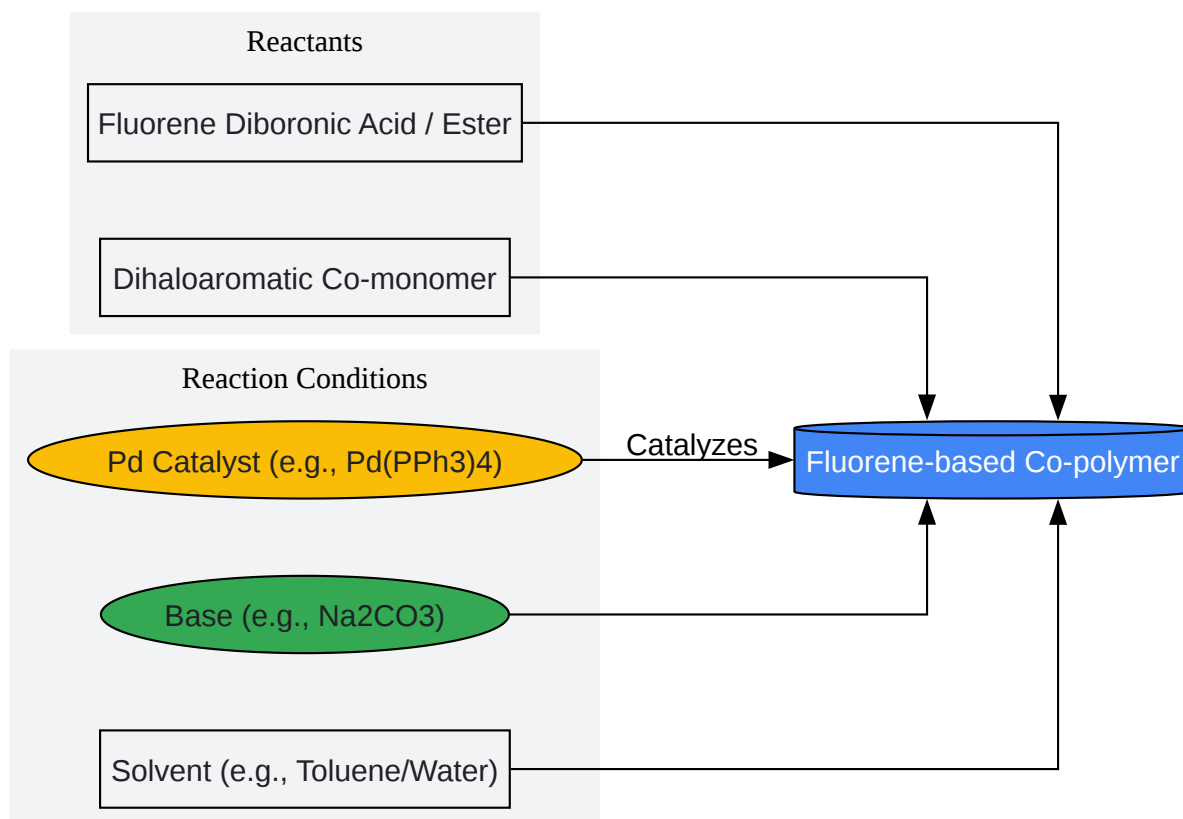 Reactants
Fluorene Diboronic Acid / Ester
Dihaloaromatic Co-monomer
Reaction Conditions
Pd Catalyst (e.g., Pd(PPh3)4)
Catalyzes
Fluorene-based Co-polymer
Base (e.g., Na2CO3)
Solvent (e.g., Toluene/Water)